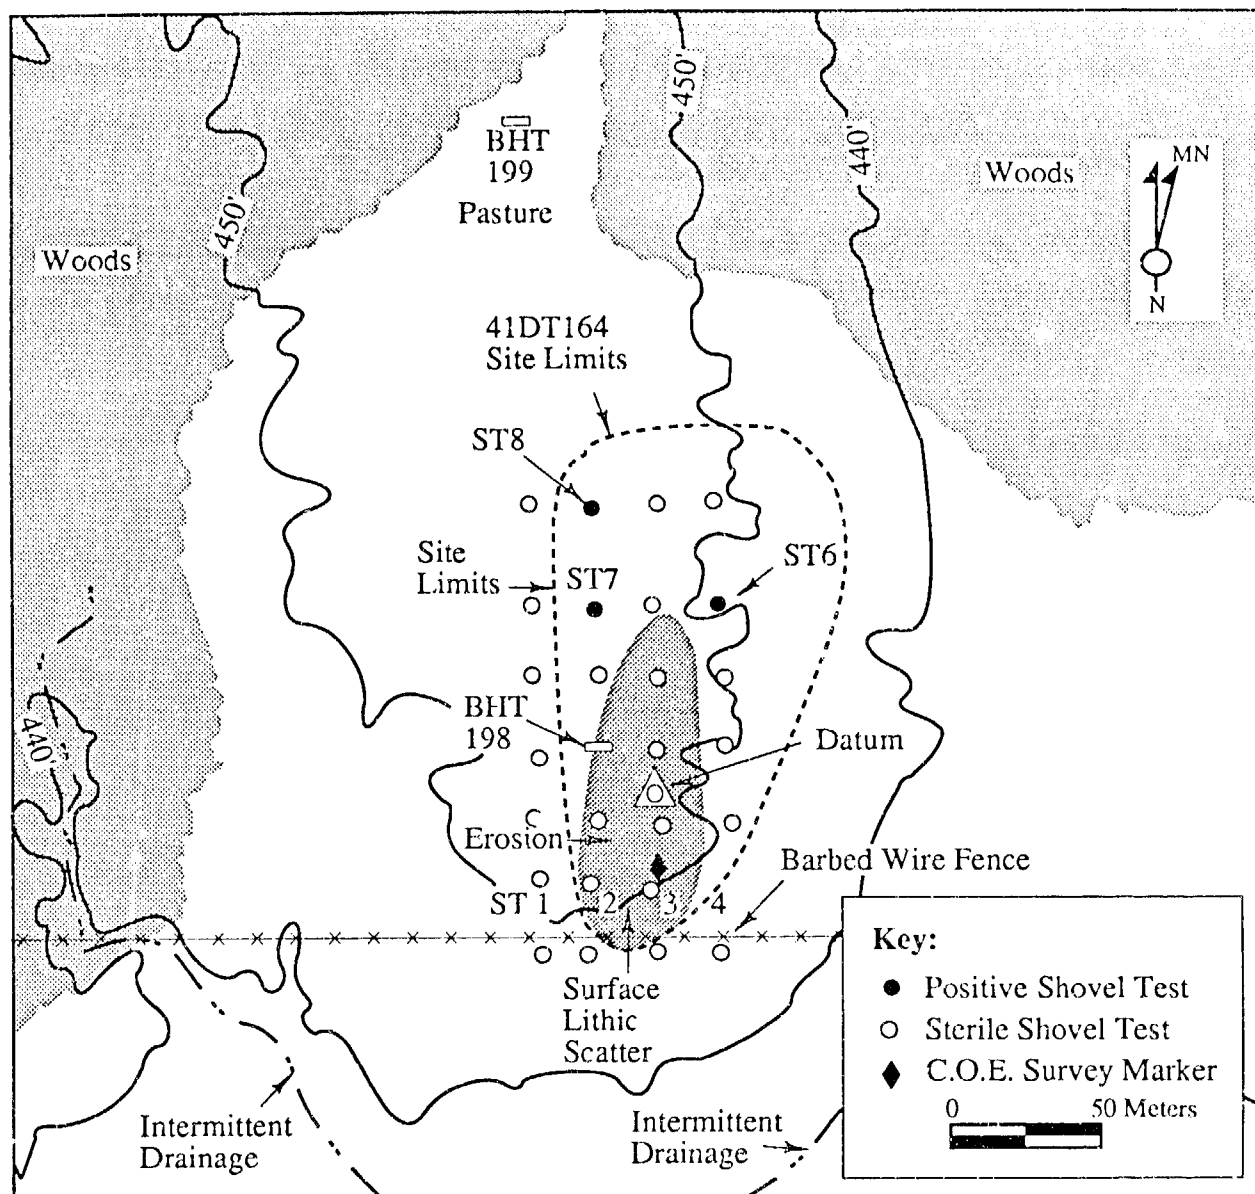 450'
440'
BHT
199
Pasture
Woods
MN
N
450'
Woods
41DT164
Site Limits
ST8
Site
Limits
ST7
ST6
440'
BHT
198
Datum
Erosion
Barbed Wire Fence
ST 1 2 3 4
Surface
Lithic
Scatter
Intermittent
Drainage
Intermittent
Drainage
Key:
Positive Shovel Test
Sterile Shovel Test
C.O.E. Survey Marker
0 50 Meters